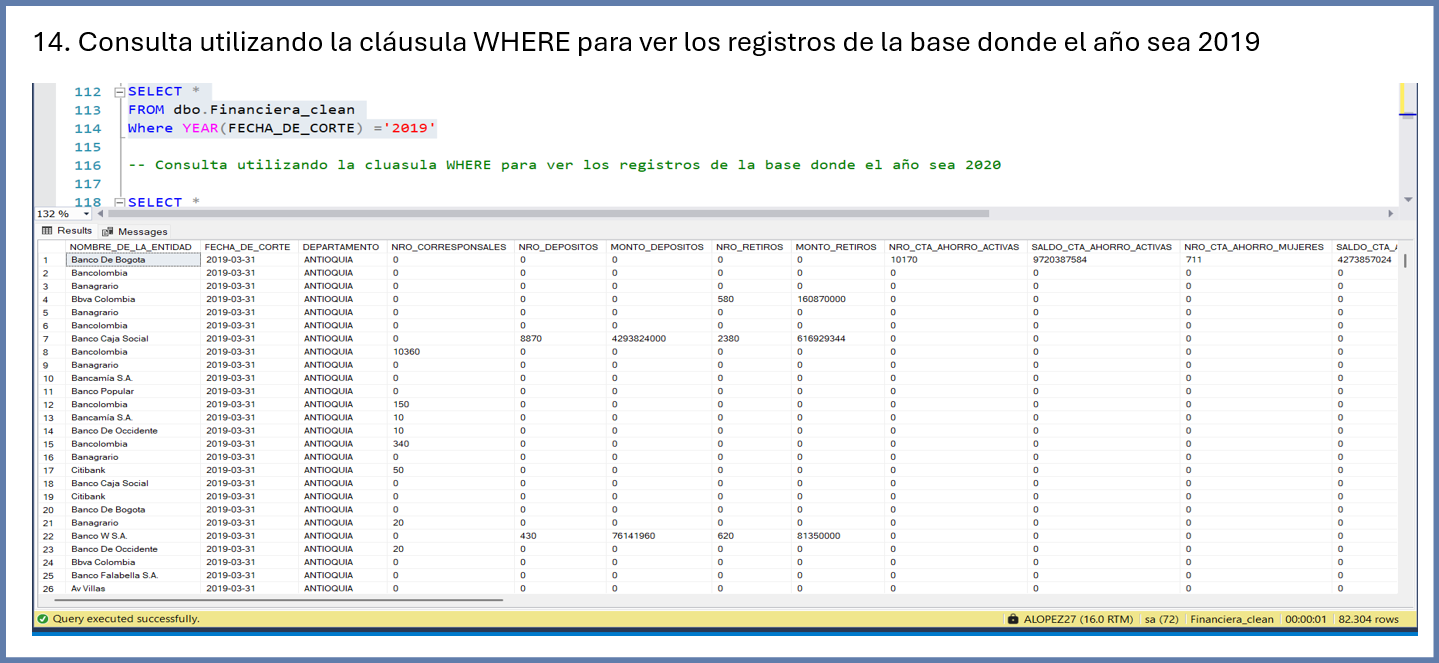 14. Consulta utilizando la cláusula WHERE para ver los registros de la base donde el año sea 2019
112 SELECT *
113 FROM dbo.Financiera_clean
114 Where YEAR(FECHA_DE_CORTE) ='2019'
115
116 -- Consulta utilizando la cluasula WHERE para ver los registros de la base donde el año sea 2020
117
118 SELECT *
132 %
Results Messages
NOMBRE_DE_LA_ENTIDAD FECHA_DE_CORTE DEPARTAMENTO NRO_CORRESPONSALES NRO_DEPOSITOS MONTO_DEPOSITOS NRO_RETIROS MONTO_RETIROS NRO_CTA_AHORRO_ACTIVAS SALDO_CTA_AHORRO_ACTIVAS NRO_CTA_AHORRO_MUJERES SALDO_CTA_A
1 Banco De Bogota 2019-03-31 ANTIOQUIA 0 0 0 0 0 10170 9720387584 711 4273857024
2 Bancolombia 2019-03-31 ANTIOQUIA 0 0 0 0 0 0 0 0 0
3 Banagrario 2019-03-31 ANTIOQUIA 0 0 0 0 0 0 0 0 0
4 Bbva Colombia 2019-03-31 ANTIOQUIA 0 0 0 580 160870000 0 0 0 0
5 Banagrario 2019-03-31 ANTIOQUIA 0 0 0 0 0 0 0 0 0
6 Bancolombia 2019-03-31 ANTIOQUIA 0 0 0 0 0 0 0 0 0
7 Banco Caja Social 2019-03-31 ANTIOQUIA 0 8870 4293824000 2380 616929344 0 0 0 0
8 Bancolombia 2019-03-31 ANTIOQUIA 10360 0 0 0 0 0 0 0 0
9 Banagrario 2019-03-31 ANTIOQUIA 0 0 0 0 0 0 0 0 0
10 Bancamía S.A. 2019-03-31 ANTIOQUIA 0 0 0 0 0 0 0 0 0
11 Banco Popular 2019-03-31 ANTIOQUIA 0 0 0 0 0 0 0 0 0
12 Bancolombia 2019-03-31 ANTIOQUIA 150 0 0 0 0 0 0 0 0
13 Bancamía S.A. 2019-03-31 ANTIOQUIA 10 0 0 0 0 0 0 0 0
14 Banco De Occidente 2019-03-31 ANTIOQUIA 10 0 0 0 0 0 0 0 0
15 Bancolombia 2019-03-31 ANTIOQUIA 340 0 0 0 0 0 0 0 0
16 Banagrario 2019-03-31 ANTIOQUIA 0 0 0 0 0 0 0 0 0
17 Citibank 2019-03-31 ANTIOQUIA 50 0 0 0 0 0 0 0 0
18 Banco Caja Social 2019-03-31 ANTIOQUIA 0 0 0 0 0 0 0 0 0
19 Citibank 2019-03-31 ANTIOQUIA 0 0 0 0 0 0 0 0 0
20 Banco De Bogota 2019-03-31 ANTIOQUIA 0 0 0 0 0 0 0 0 0
21 Banagrario 2019-03-31 ANTIOQUIA 20 0 0 0 0 0 0 0 0
22 Banco W S.A. 2019-03-31 ANTIOQUIA 0 430 76141960 620 81350000 0 0 0 0
23 Banco De Occidente 2019-03-31 ANTIOQUIA 20 0 0 0 0 0 0 0 0
24 Bbva Colombia 2019-03-31 ANTIOQUIA 0 0 0 0 0 0 0 0 0
25 Banco Falabella S.A. 2019-03-31 ANTIOQUIA 0 0 0 0 0 0 0 0 0
26 Av Villas 2019-03-31 ANTIOQUIA 0 0 0 0 0 0 0 0 0
Query executed successfully. ALOPEZ27 (16.0 RTM) sa (72) Financiera_clean 00:00:01 82.304 rows